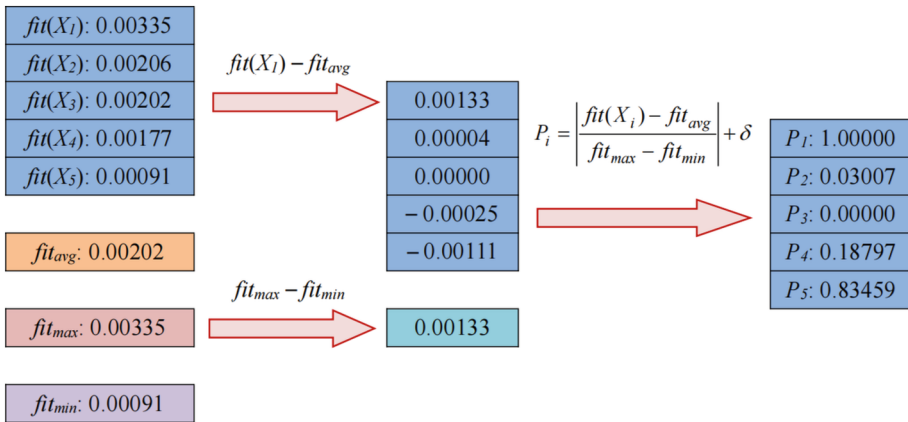 fit(X1): 0.00335
fit(X2): 0.00206
fit(X3): 0.00202
fit(X4): 0.00177
fit(X5): 0.00091
fitavg: 0.00202
fitmax: 0.00335
fitmin: 0.00091
fit(X1) − fitavg
0.00133
0.00004
0.00000
− 0.00025
− 0.00111
fitmax − fitmin
0.00133
Pi = |fit(Xi) − fitavg / fitmax − fitmin| + δ
P1: 1.00000
P2: 0.03007
P3: 0.00000
P4: 0.18797
P5: 0.83459